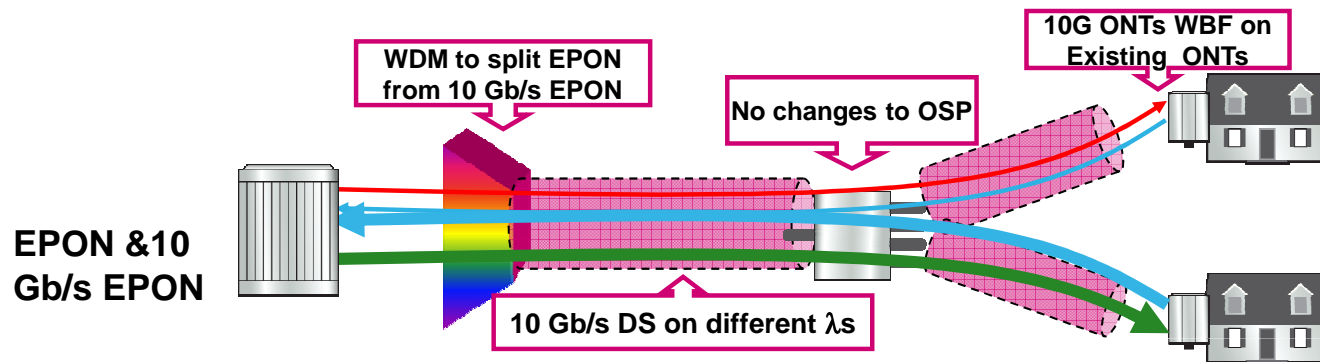 WDM to split EPON
from 10 Gb/s EPON
10G ONTs WBF on
Existing ONTs
No changes to OSP
EPON &10
Gb/s EPON
10 Gb/s DS on different λs